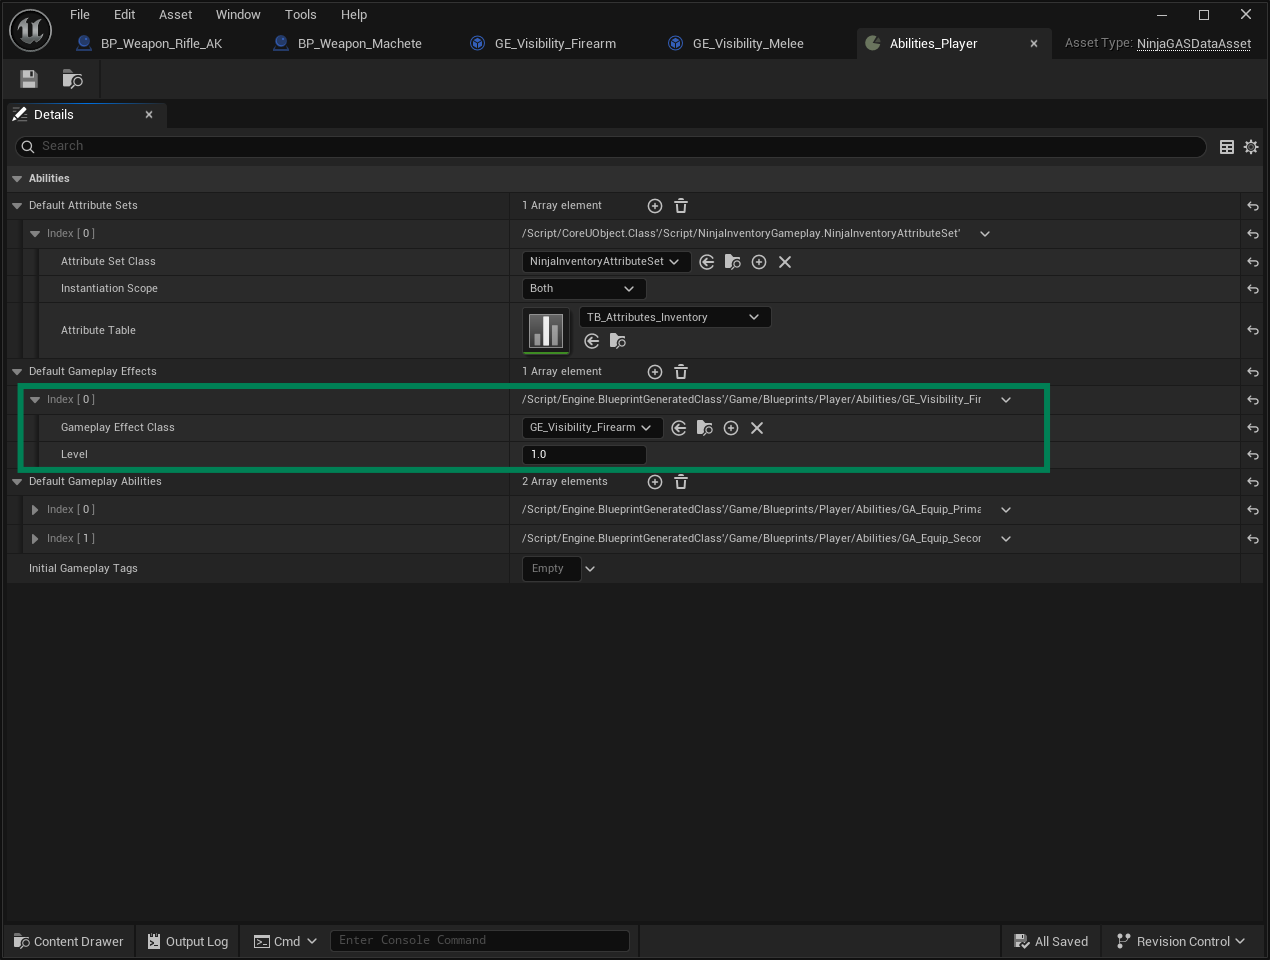 File Edit Asset Window Tools Help
BP_Weapon_Rifle_AK BP_Weapon_Machete GE_Visibility_Firearm GE_Visibility_Melee Abilities_Player Asset Type: NinjaGASDataAsset
Details
Search
Abilities
Default Attribute Sets 1 Array element
Index [ 0 ] /Script/CoreUObject.Class'/Script/NinjaInventoryGameplay.NinjaInventoryAttributeSet'
Attribute Set Class NinjaInventoryAttributeSet
Instantiation Scope Both
TB_Attributes_Inventory
Attribute Table
Default Gameplay Effects 1 Array element
Index [ 0 ] /Script/Engine.BlueprintGeneratedClass'/Game/Blueprints/Player/Abilities/GE_Visibility_Fir
Gameplay Effect Class GE_Visibility_Firearm
Level 1.0
Default Gameplay Abilities 2 Array elements
Index [ 0 ] /Script/Engine.BlueprintGeneratedClass'/Game/Blueprints/Player/Abilities/GA_Equip_Prima
Index [ 1 ] /Script/Engine.BlueprintGeneratedClass'/Game/Blueprints/Player/Abilities/GA_Equip_Secor
Initial Gameplay Tags Empty
Content Drawer Output Log Cmd Enter Console Command All Saved Revision Control